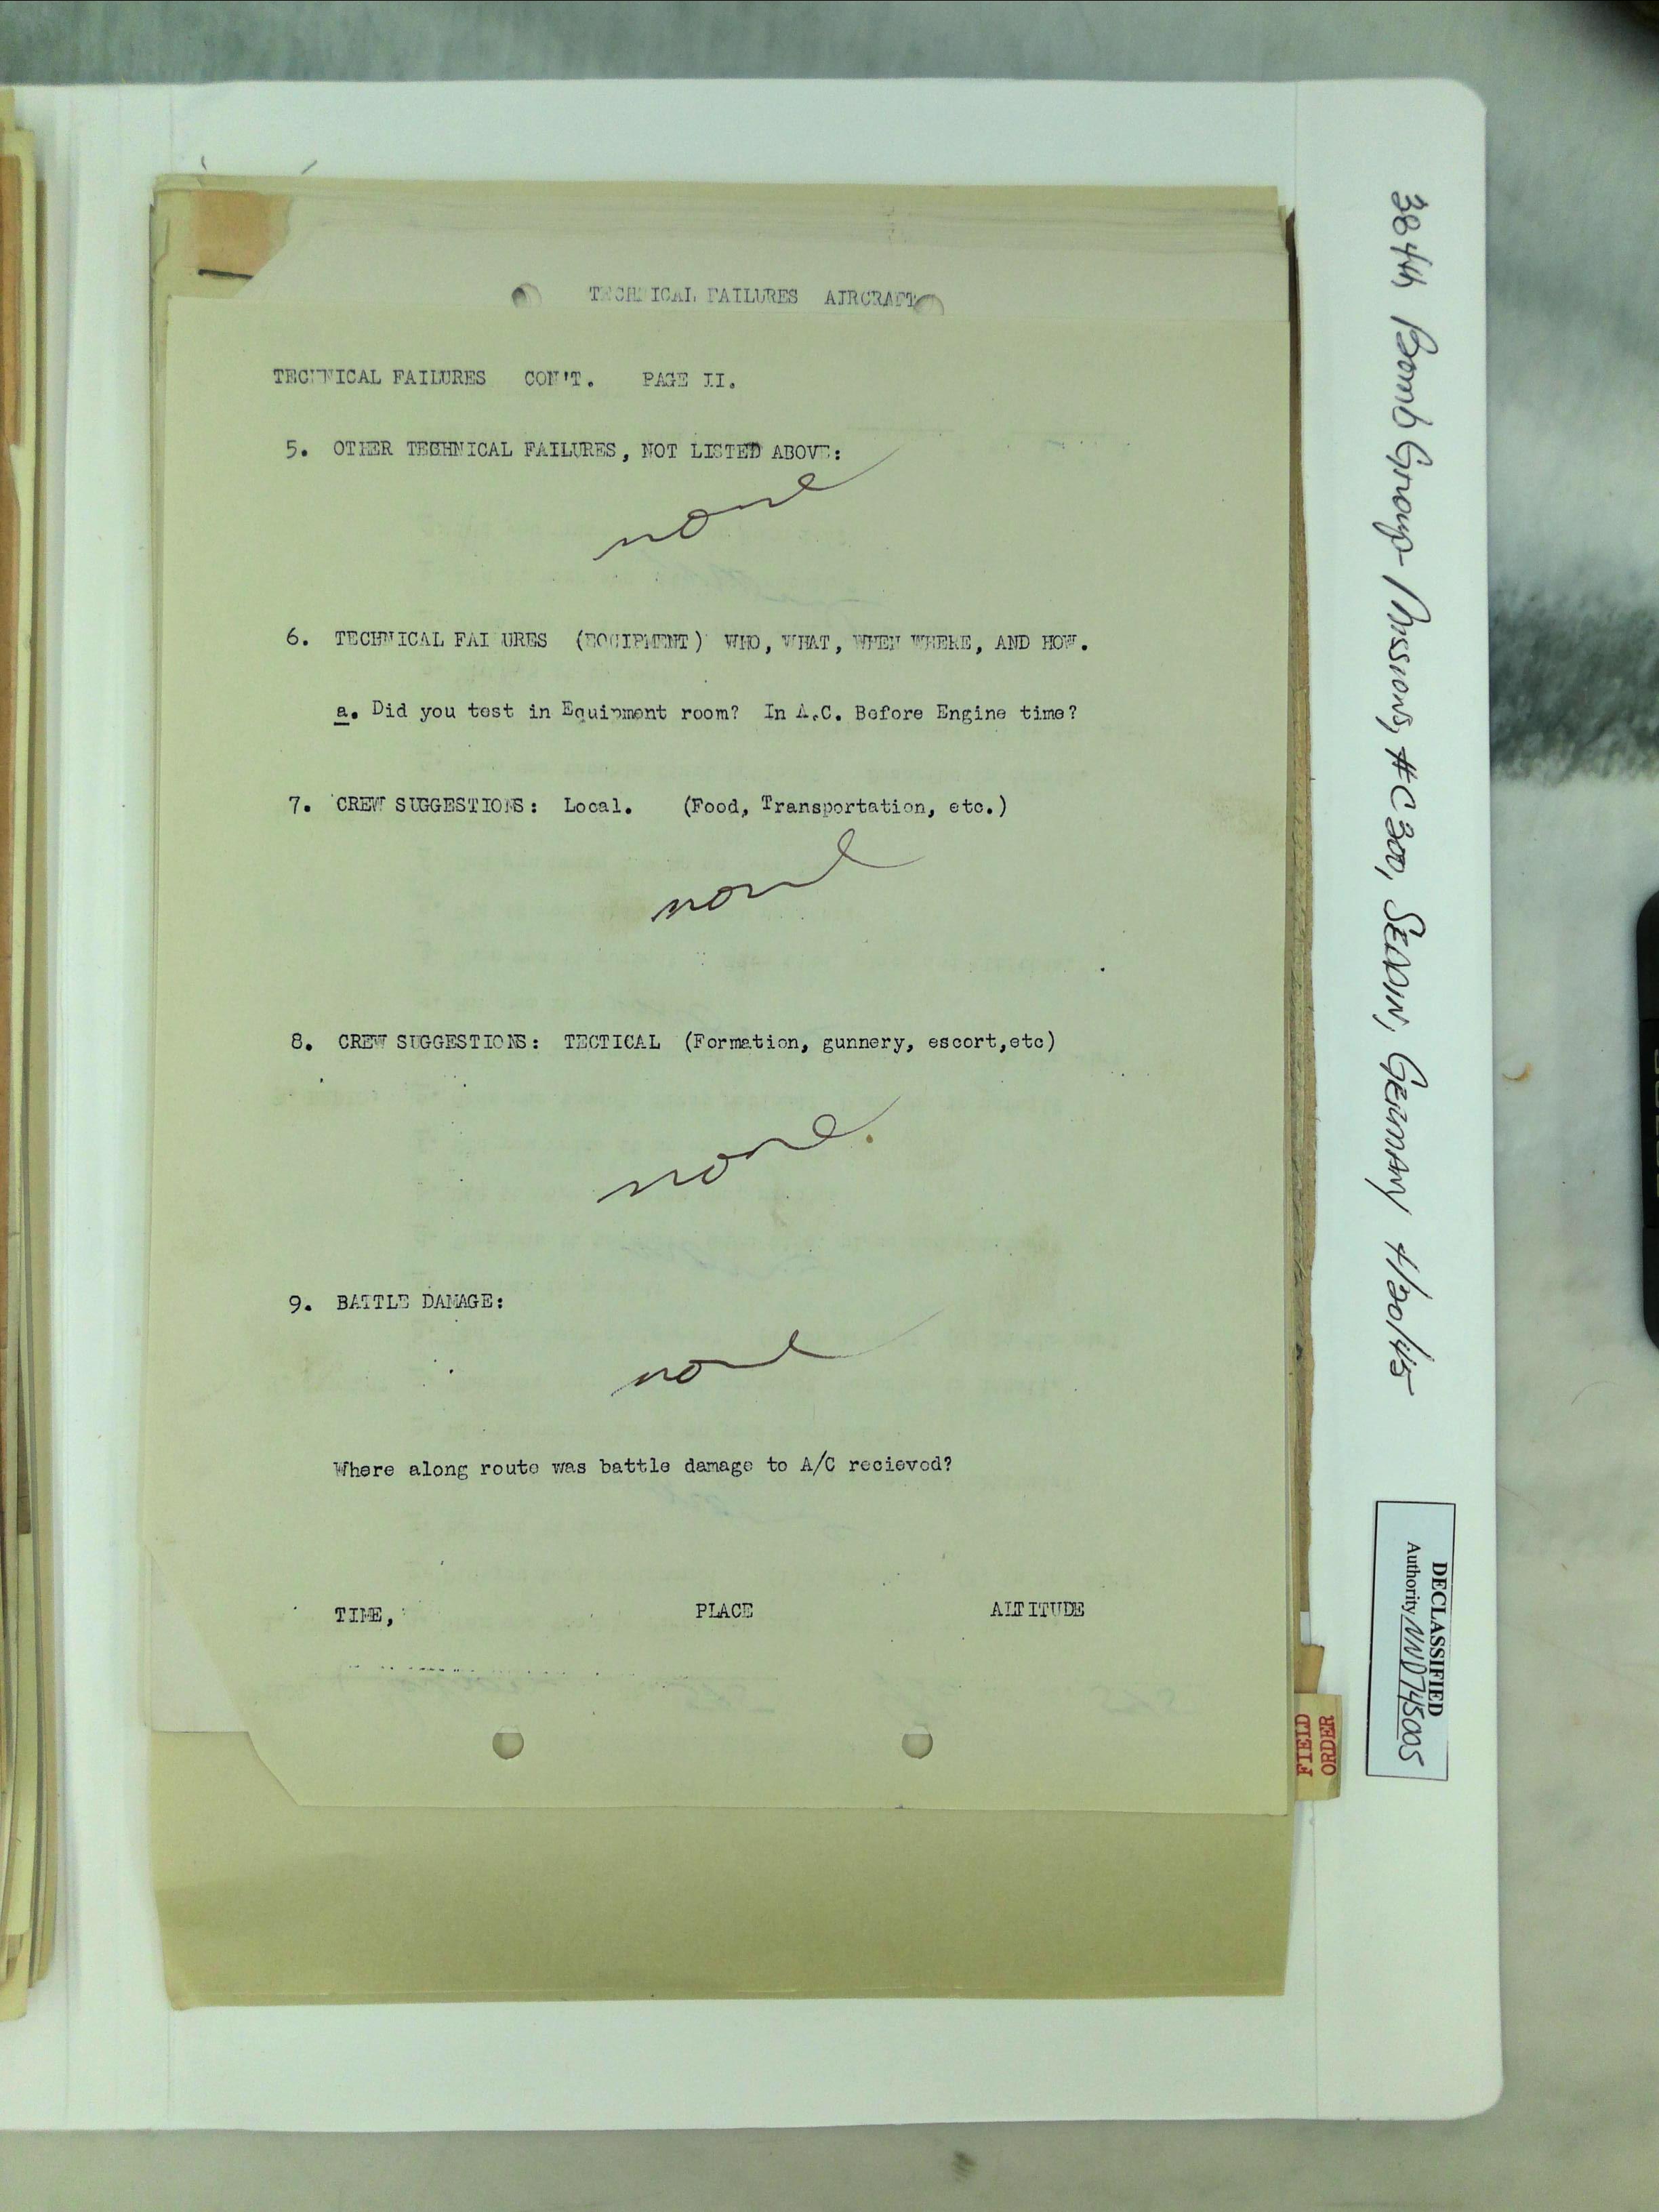 TECHNICAL FAILURES AIRCRAFT
TECHNICAL FAILURES CON'T. PAGE II.
5. OTHER TECHNICAL FAILURES, NOT LISTED ABOVE:
none
6. TECHNICAL FAI URES (EQUIPMENT) WHO, WHAT, WHEN WHERE, AND HOW.
a. Did you test in Equipment room? In A.C. Before Engine time?
7. CREW SUGGESTIONS: Local. (Food, Transportation, etc.)
none
8. CREW SUGGESTIONS: TECTICAL (Formation, gunnery, escort,etc)
none
9. BATTLE DAMAGE:
none
Where along route was battle damage to A/C recieved?
TIME, PLACE ALTITUDE
FIELD
ORDER
384th Bomb Group - Missions, #C300, SEDDIN, GERMANY 4/20/45
DECLASSIFIED
Authority NND745005